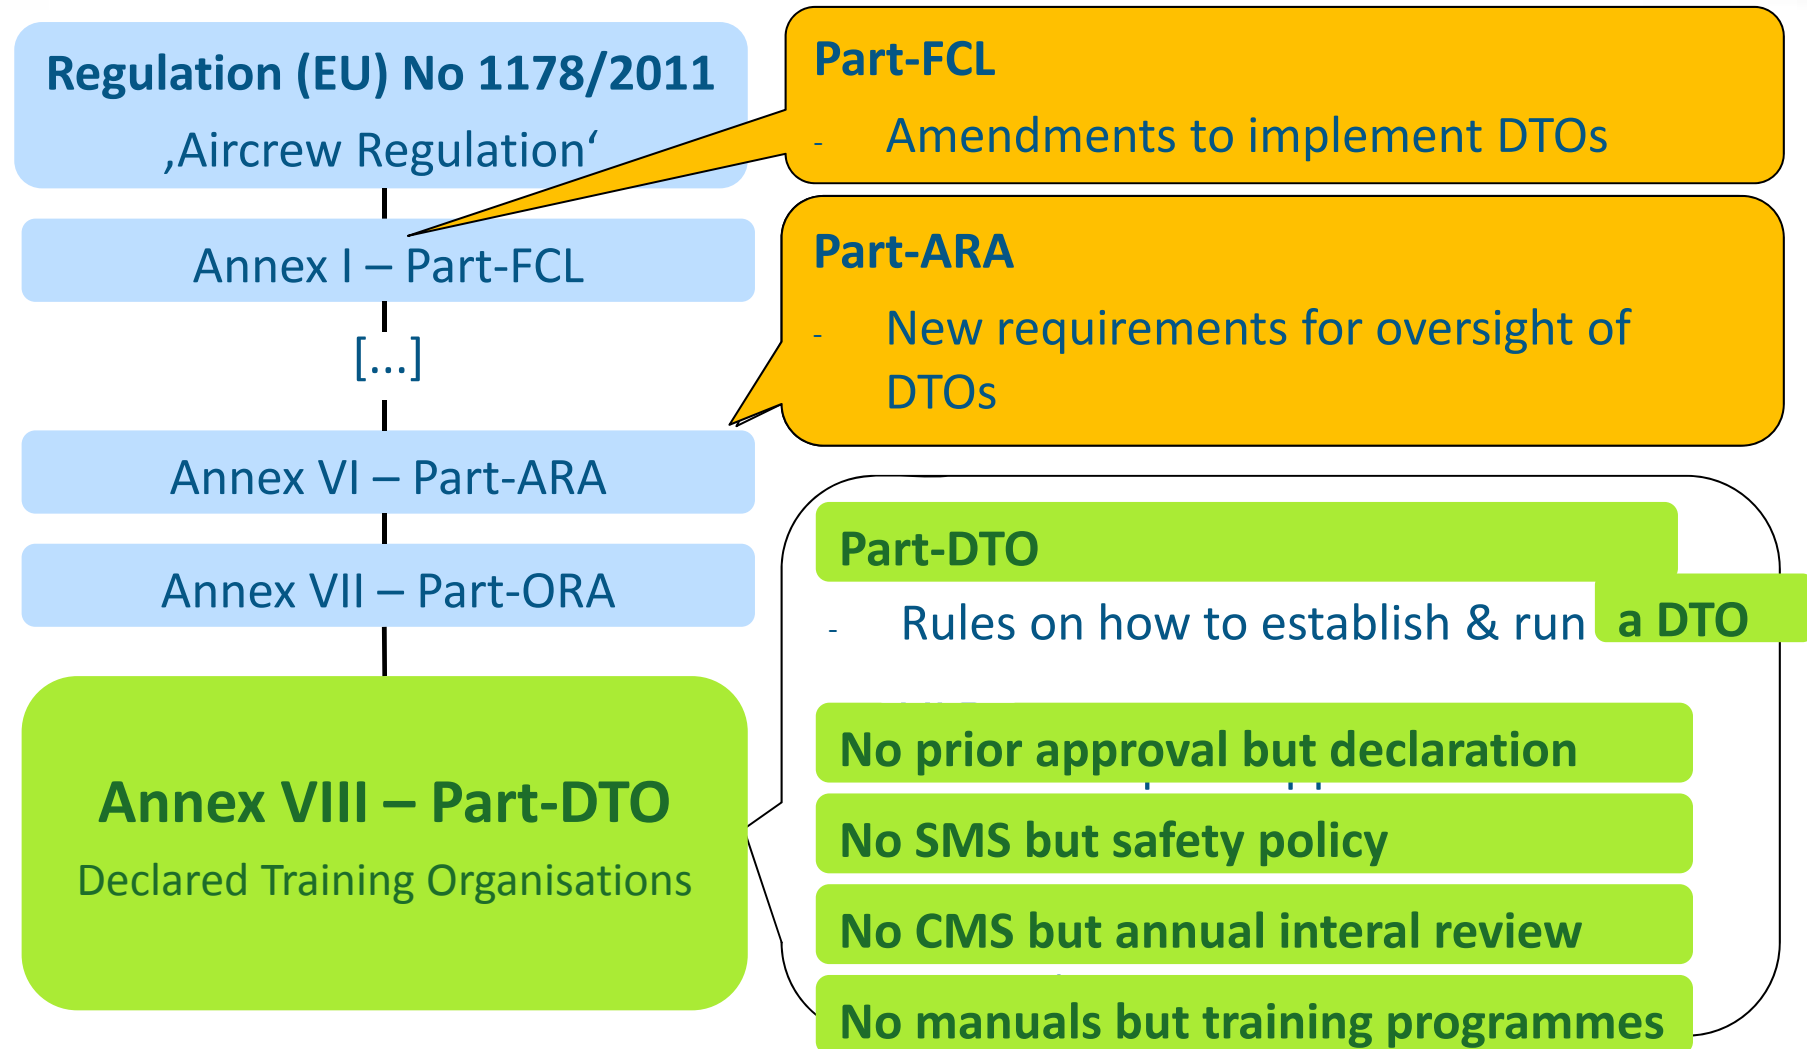 Regulation (EU) No 1178/2011
‚Aircrew Regulation‘
Annex I – Part-FCL
[...]
Annex VI – Part-ARA
Annex VII – Part-ORA
Annex VIII – Part-DTO
Declared Training Organisations
Part-FCL
- Amendments to implement DTOs
Part-ARA
- New requirements for oversight of
DTOs
Part-DTO
- Rules on how to establish & run a DTO
No prior approval but declaration
No SMS but safety policy
No CMS but annual interal review
No manuals but training programmes